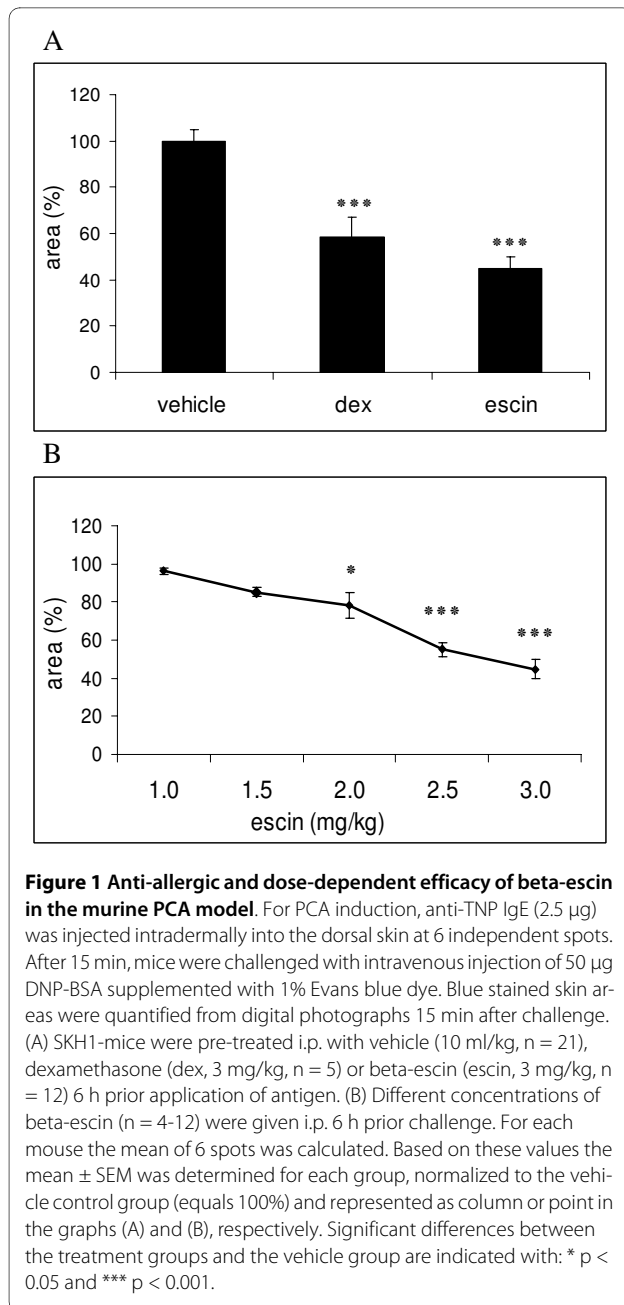 A
120
100
80
60
40
20
0
area (%)
***
***
vehicle dex escin
B
120
100
80
60
40
20
0
area (%)
*
***
***
1.0 1.5 2.0 2.5 3.0
escin (mg/kg)
Figure 1 Anti-allergic and dose-dependent efficacy of beta-escin
in the murine PCA model. For PCA induction, anti-TNP IgE (2.5 μg)
was injected intradermally into the dorsal skin at 6 independent spots.
After 15 min, mice were challenged with intravenous injection of 50 μg
DNP-BSA supplemented with 1% Evans blue dye. Blue stained skin ar-
eas were quantified from digital photographs 15 min after challenge.
(A) SKH1-mice were pre-treated i.p. with vehicle (10 ml/kg, n = 21),
dexamethasone (dex, 3 mg/kg, n = 5) or beta-escin (escin, 3 mg/kg, n
= 12) 6 h prior application of antigen. (B) Different concentrations of
beta-escin (n = 4-12) were given i.p. 6 h prior challenge. For each
mouse the mean of 6 spots was calculated. Based on these values the
mean ± SEM was determined for each group, normalized to the vehi-
cle control group (equals 100%) and represented as column or point in
the graphs (A) and (B), respectively. Significant differences between
the treatment groups and the vehicle group are indicated with: * p <
0.05 and *** p < 0.001.